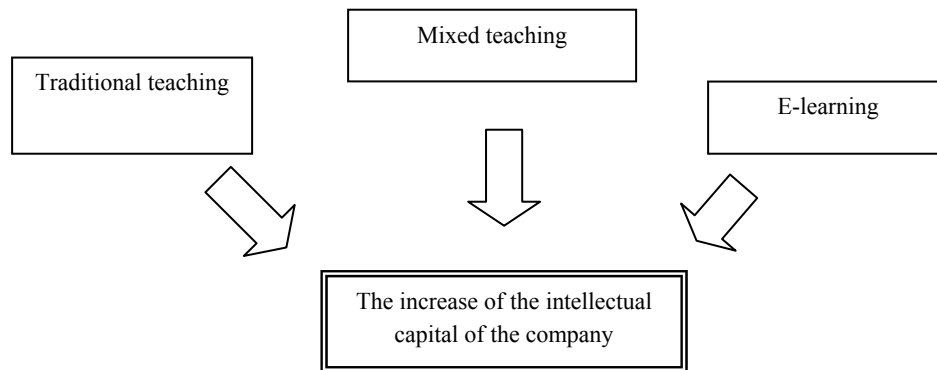 Mixed teaching
Traditional teaching
E-learning
The increase of the intellectual
capital of the company